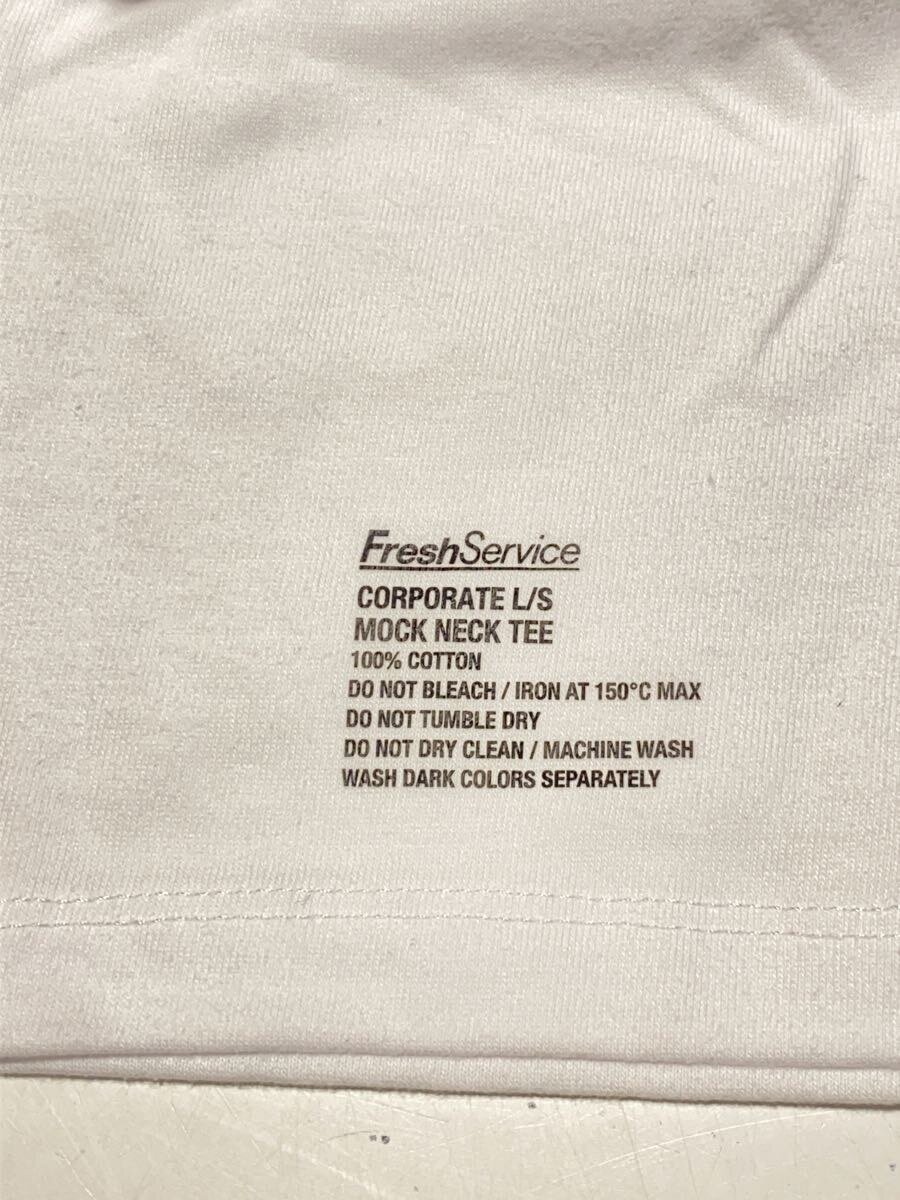 FreshService
CORPORATE L/S
MOCK NECK TEE
100% COTTON
DO NOT BLEACH / IRON AT 150°C MAX
DO NOT TUMBLE DRY
DO NOT DRY CLEAN / MACHINE WASH
WASH DARK COLORS SEPARATELY